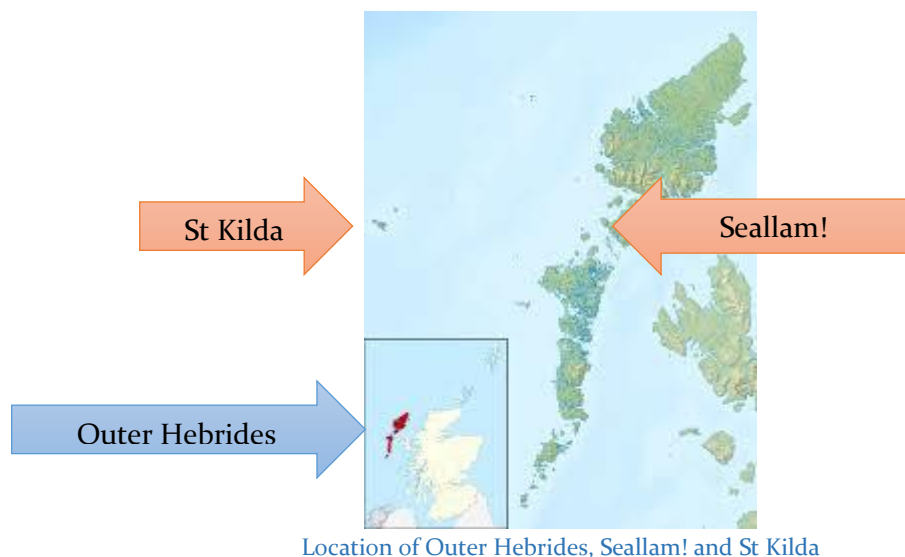 St Kilda
Seallam!
Outer Hebrides
Location of Outer Hebrides, Seallam! and St Kilda